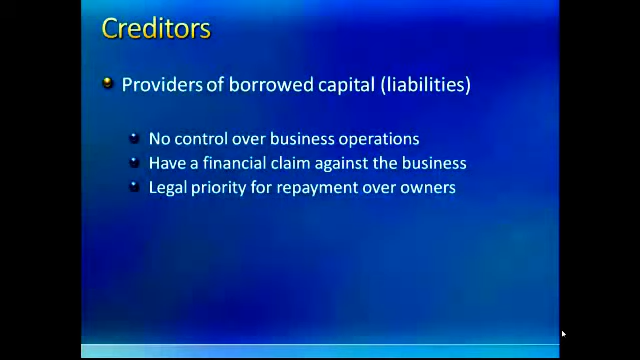 Creditors
Providers of borrowed capital (liabilities)
No control over business operations
Have a financial claim against the business
Legal priority for repayment over owners